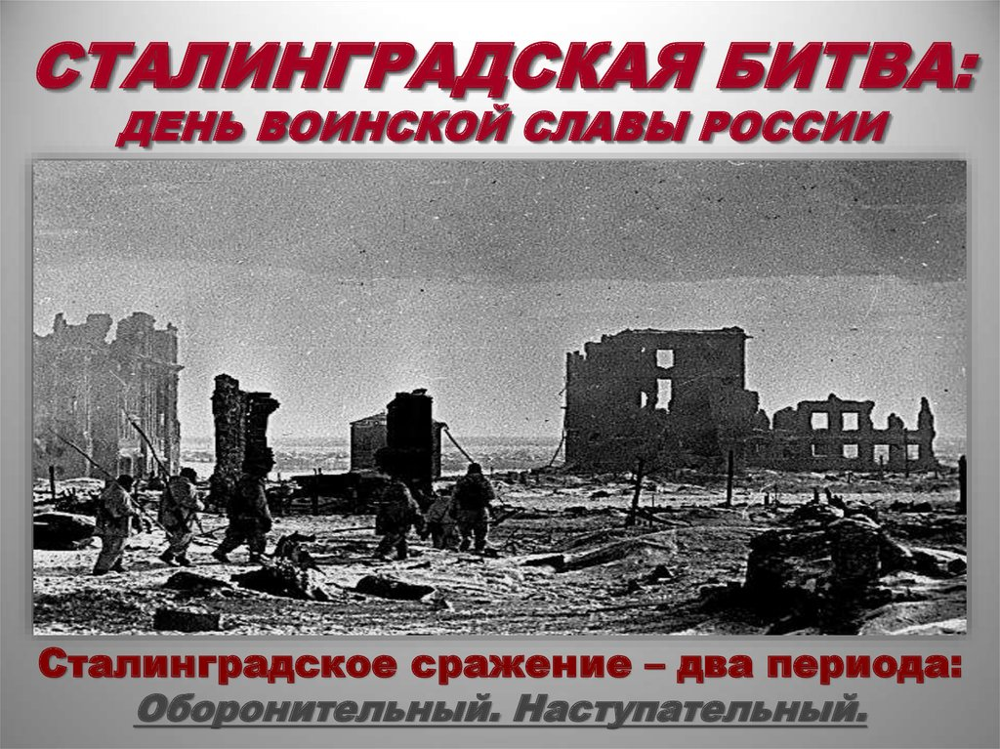 СТАЛИНГРАДСКАЯ БИТВА:
ДЕНЬ ВОИНСКОЙ СЛАВЫ РОССИИ
Сталинградское сражение – два периода:
Оборонительный. Наступательный.